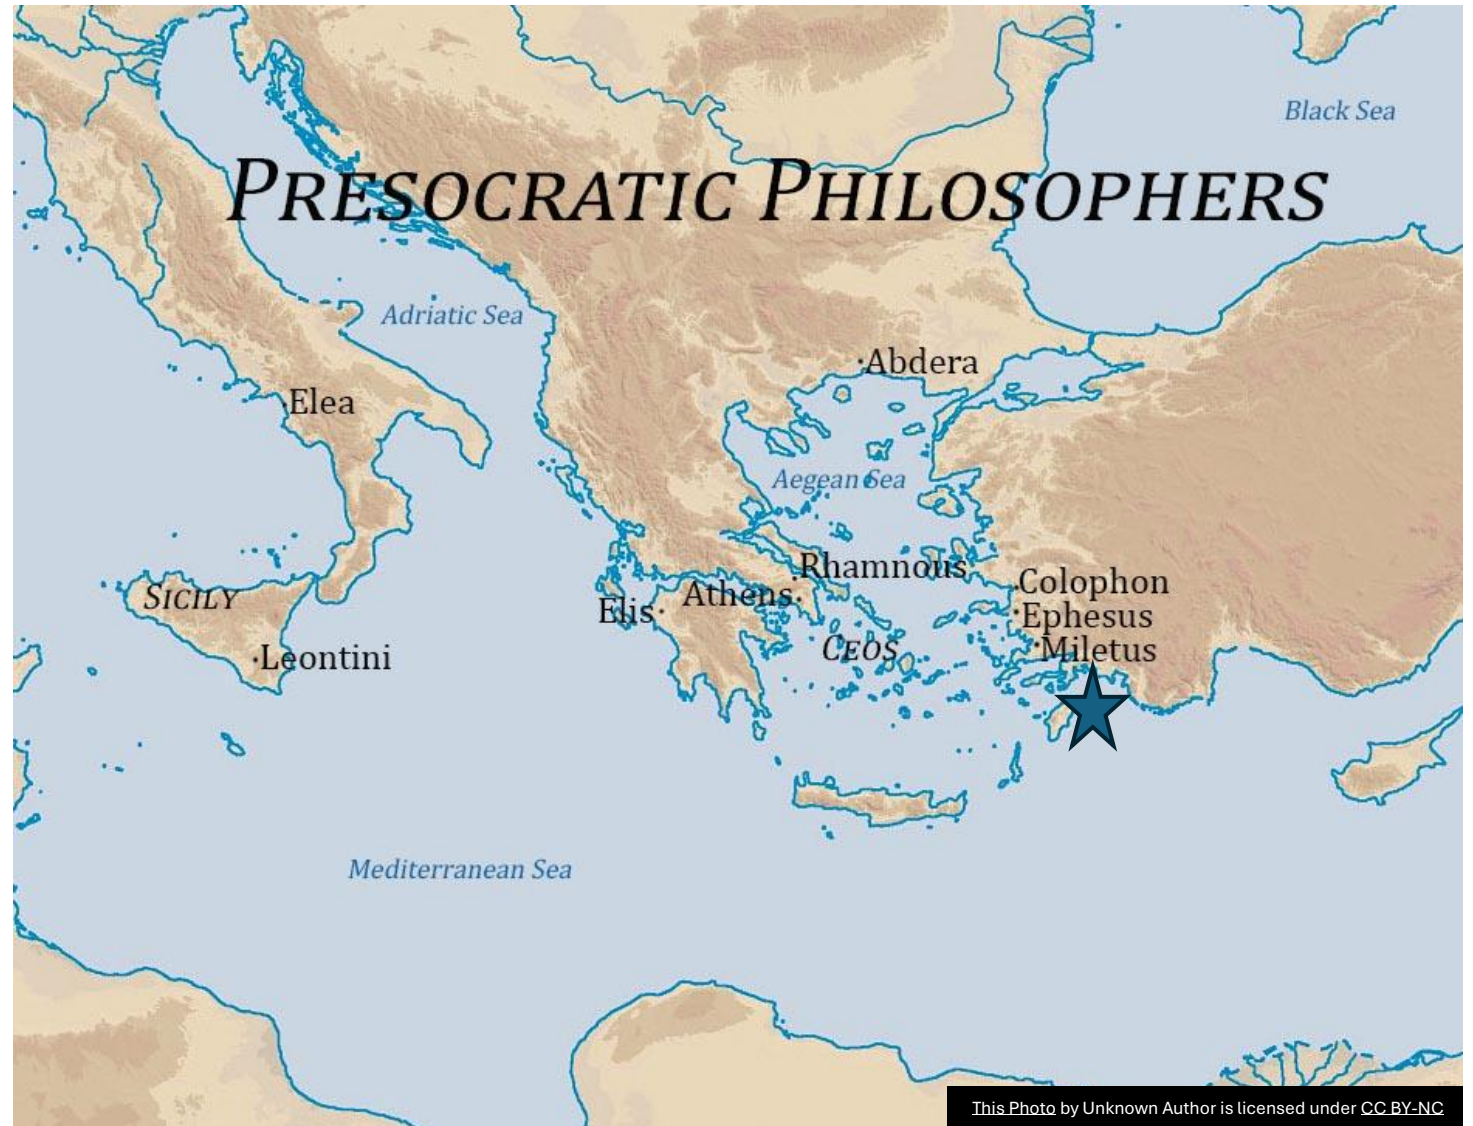 Black Sea
PRESOCRATIC PHILOSOPHERS
Adriatic Sea
Abdera
Elea
Aegean Sea
Rhamnous
Colophon
SICILY
Athens
Elis
Ephesus
CEOS
Miletus
Leontini
Mediterranean Sea
This Photo by Unknown Author is licensed under CC BY-NC